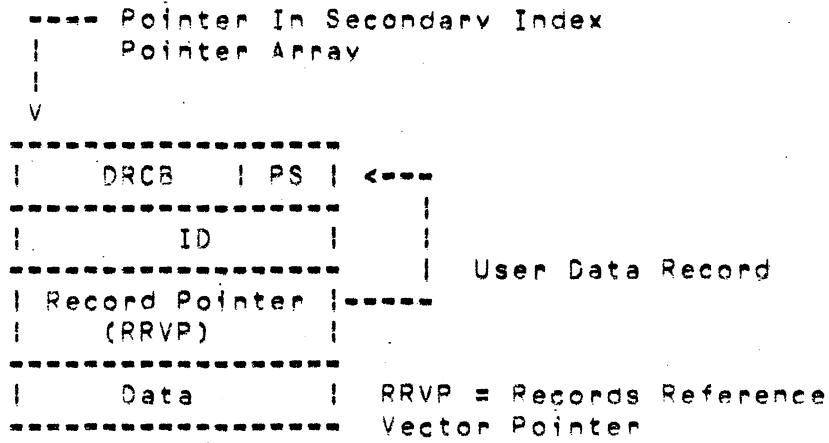 Pointer In Secondary Index
Pointer Array
V
DRCB | PS | <---
ID
User Data Record
Record Pointer
(RRVP)
Data
RRVP = Records Reference
Vector Pointer